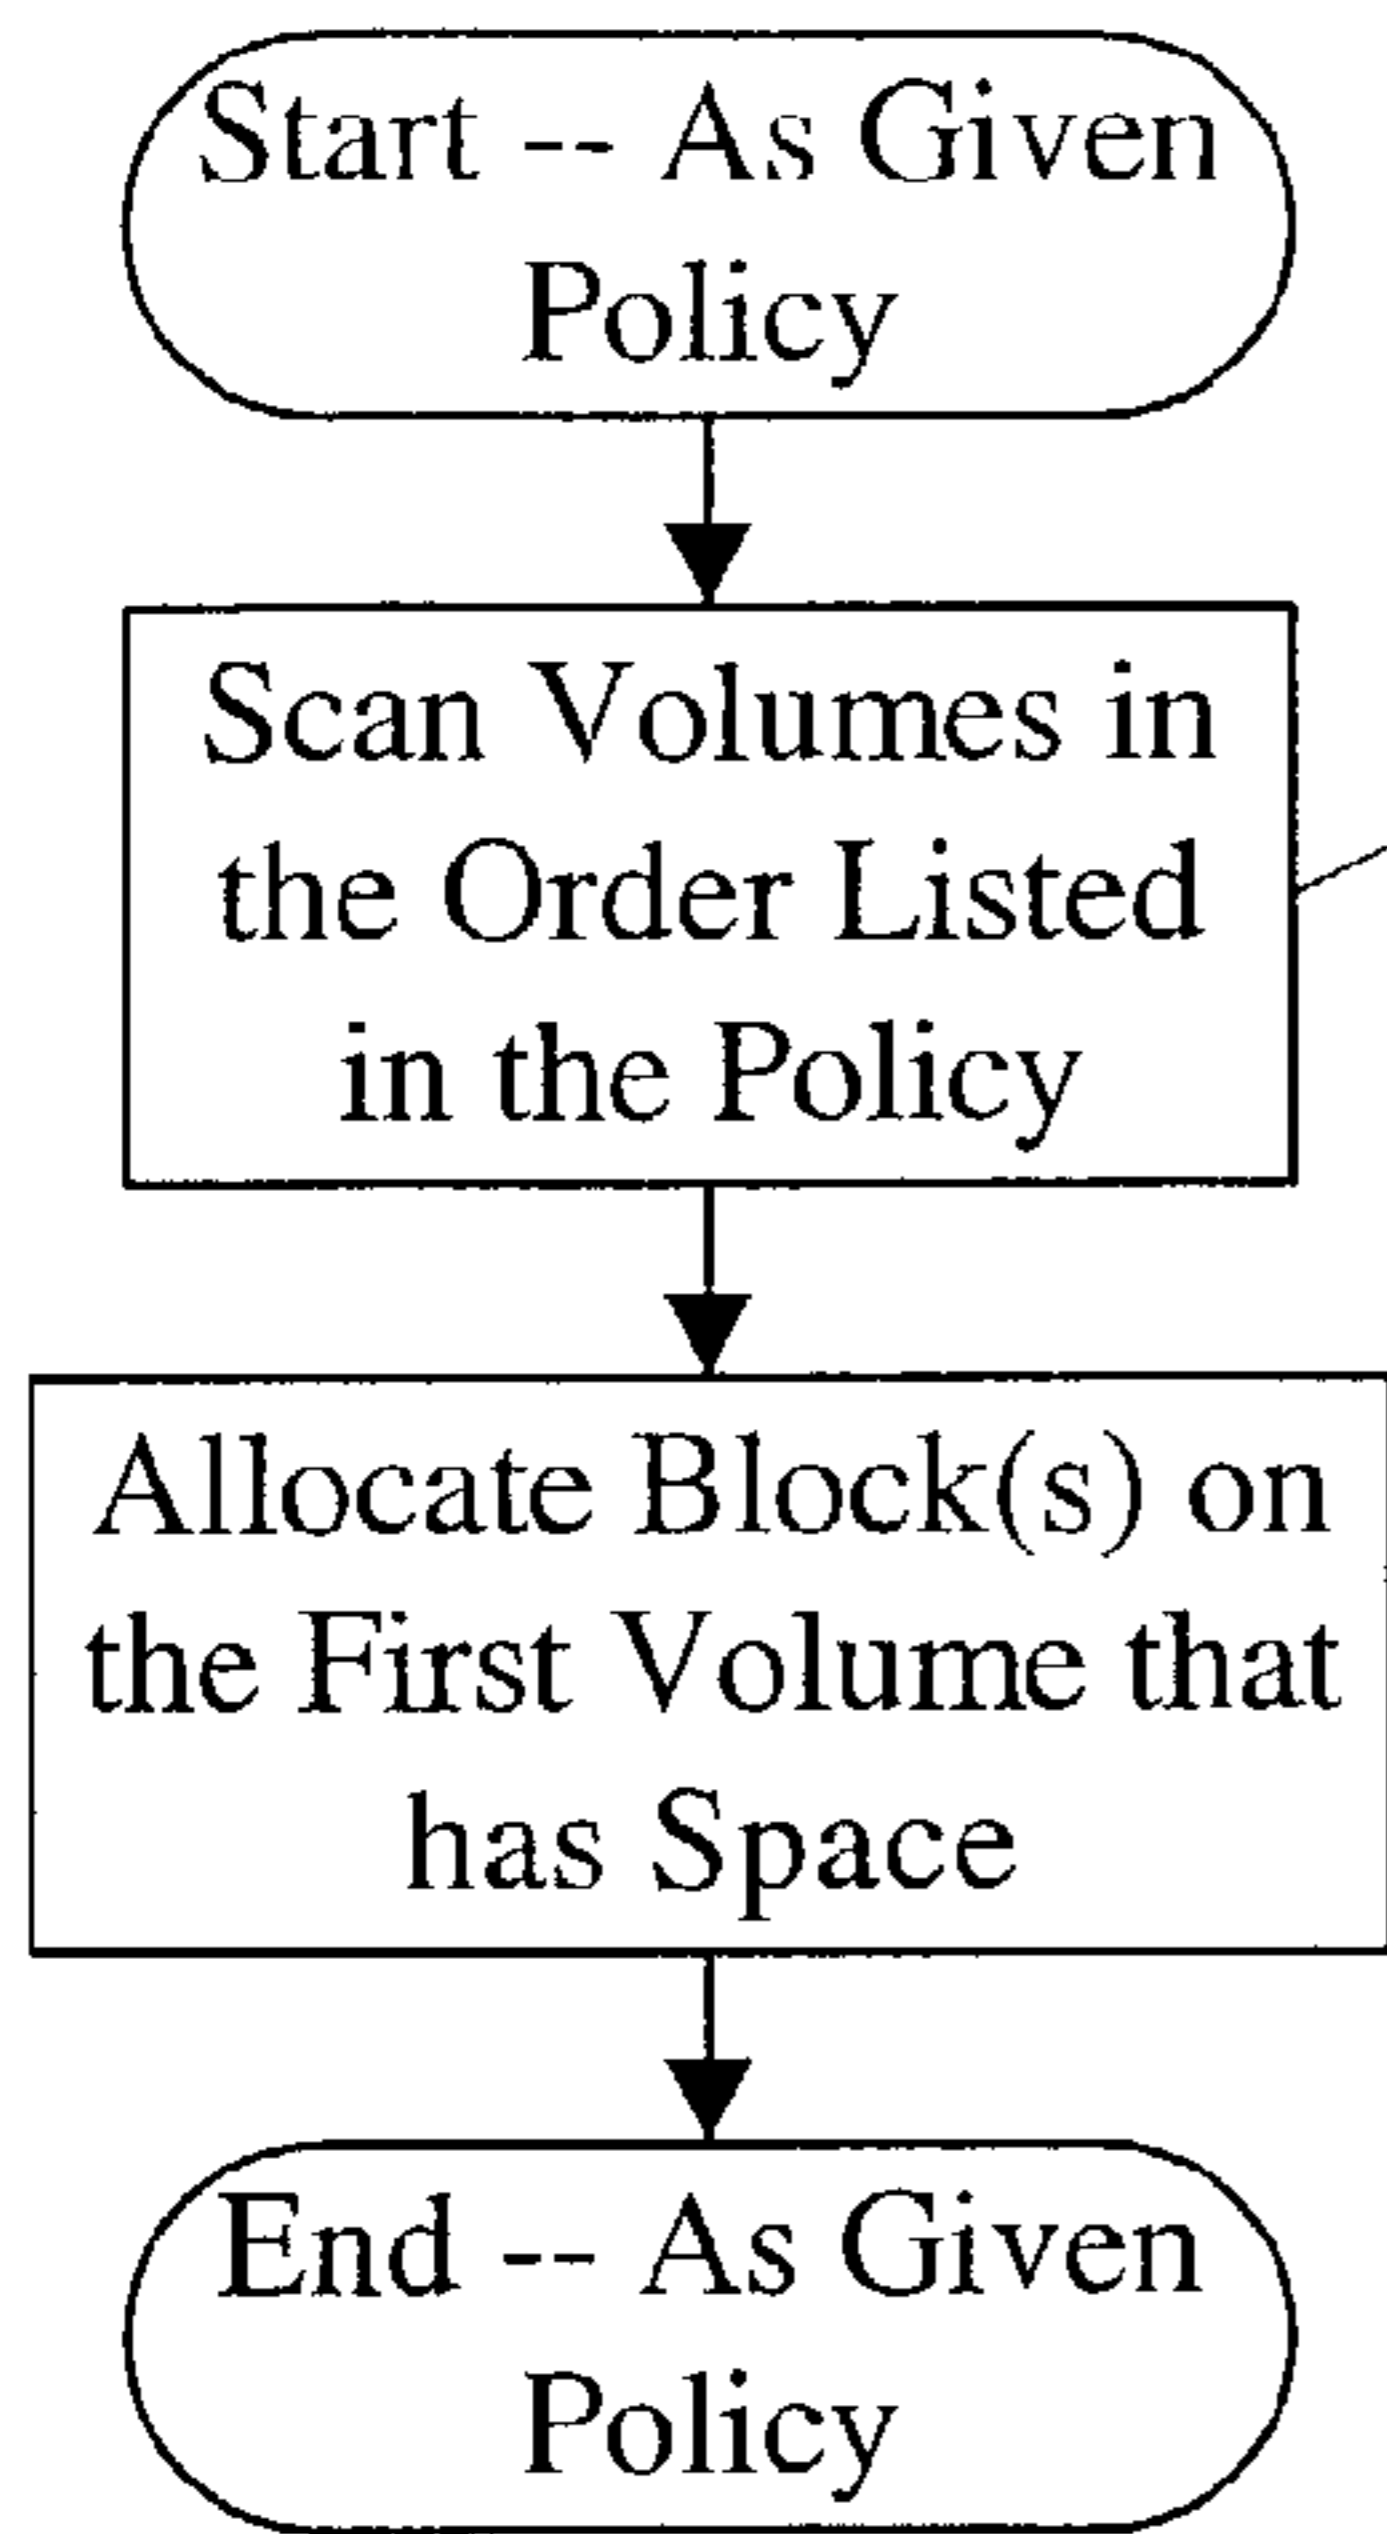 Start -- As Given
Policy
Scan Volumes in
the Order Listed
in the Policy
Allocate Block(s) on
the First Volume that
has Space
End -- As Given
Policy